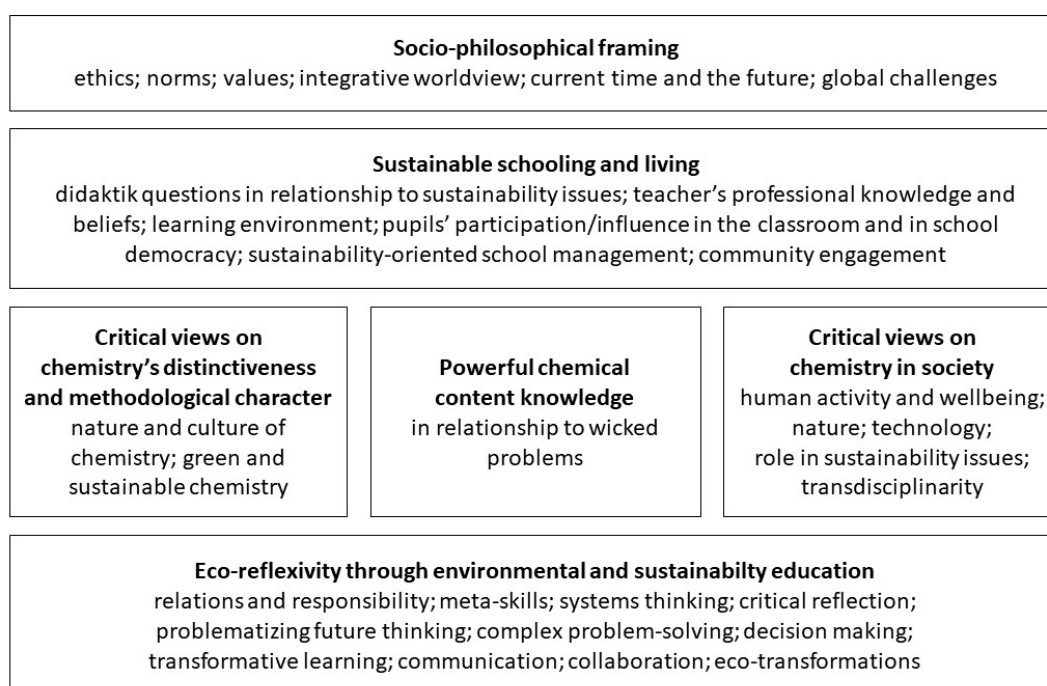 Socio-philosophical framing
ethics; norms; values; integrative worldview; current time and the future; global challenges
Sustainable schooling and living
didaktik questions in relationship to sustainability issues; teacher's professional knowledge and
beliefs; learning environment; pupils' participation/influence in the classroom and in school
democracy; sustainability-oriented school management; community engagement
Critical views on
chemistry's distinctiveness
and methodological character
nature and culture of
chemistry; green and
sustainable chemistry
Powerful chemical
content knowledge
in relationship to wicked
problems
Critical views on
chemistry in society
human activity and wellbeing;
nature; technology;
role in sustainability issues;
transdisciplinarity
Eco-reflexivity through environmental and sustainabilty education
relations and responsibility; meta-skills; systems thinking; critical reflection;
problematizing future thinking; complex problem-solving; decision making;
transformative learning; communication; collaboration; eco-transformations